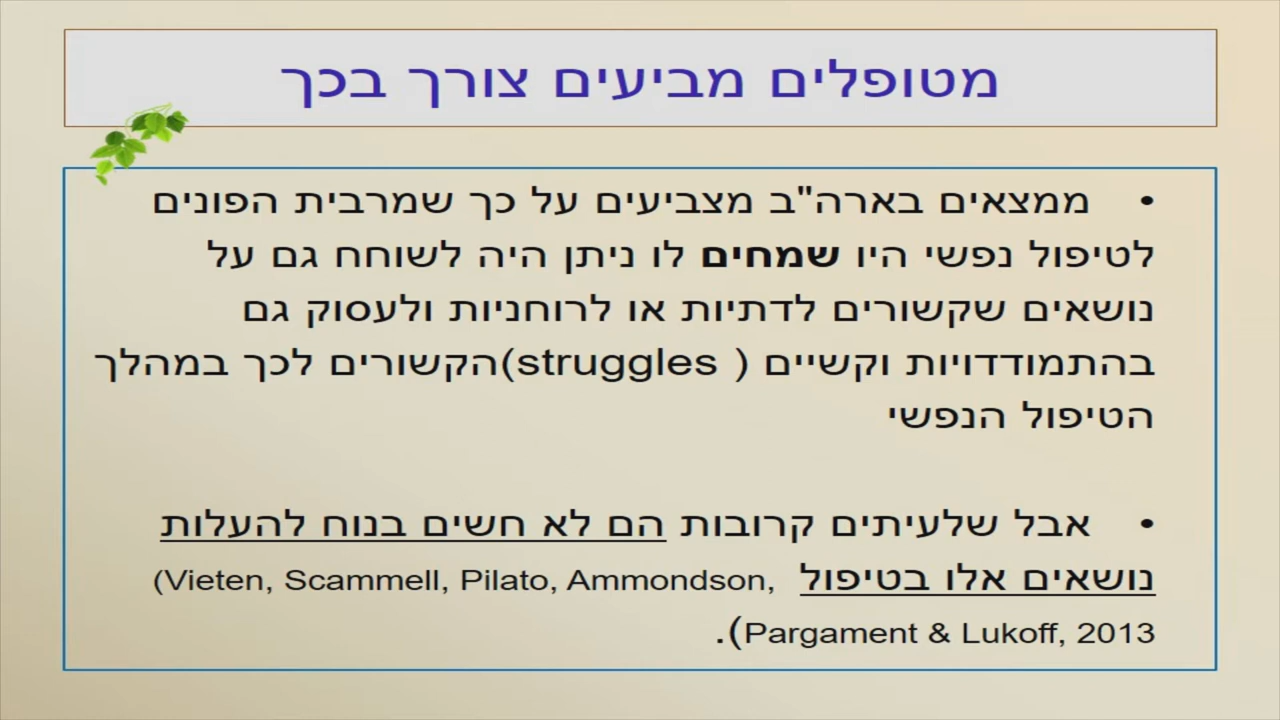 מטופלים מביעים צורך בכך
• ממצאים בארה"ב מצביעים על כך שמרבית הפונים
לטיפול נפשי היו שמחים לו ניתן היה לשוחח גם על
נושאים שקשורים לדתיות או לרוחניות ולעסוק גם
בהתמודדויות וקשיים ( struggles)הקשורים לכך במהלך
הטיפול הנפשי
• אבל שלעיתים קרובות הם לא חשים בנוח להעלות
נושאים אלו בטיפול (Vieten, Scammell, Pilato, Ammondson,
Pargament & Lukoff, 2013).